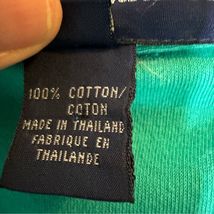 100% COTTON/
COTON
MADE IN THAILAND
FABRIQUE EN
THAILANDE